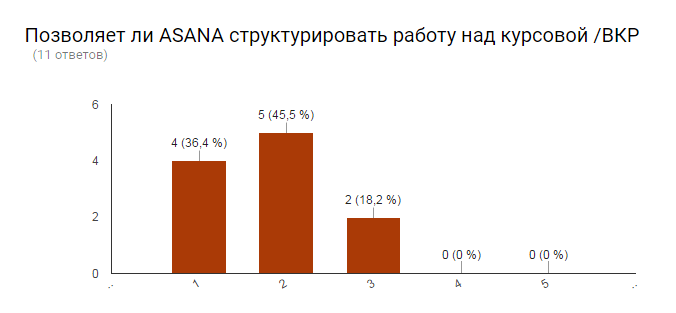 Позволяет ли ASANA структурировать работу над курсовой /ВКР
(11 ответов)
6
5 (45,5 %)
4 (36,4 %)
4
2 (18,2 %)
2
0 (0 %)
0 (0 %)
0
..
1
2
3
4
5
..